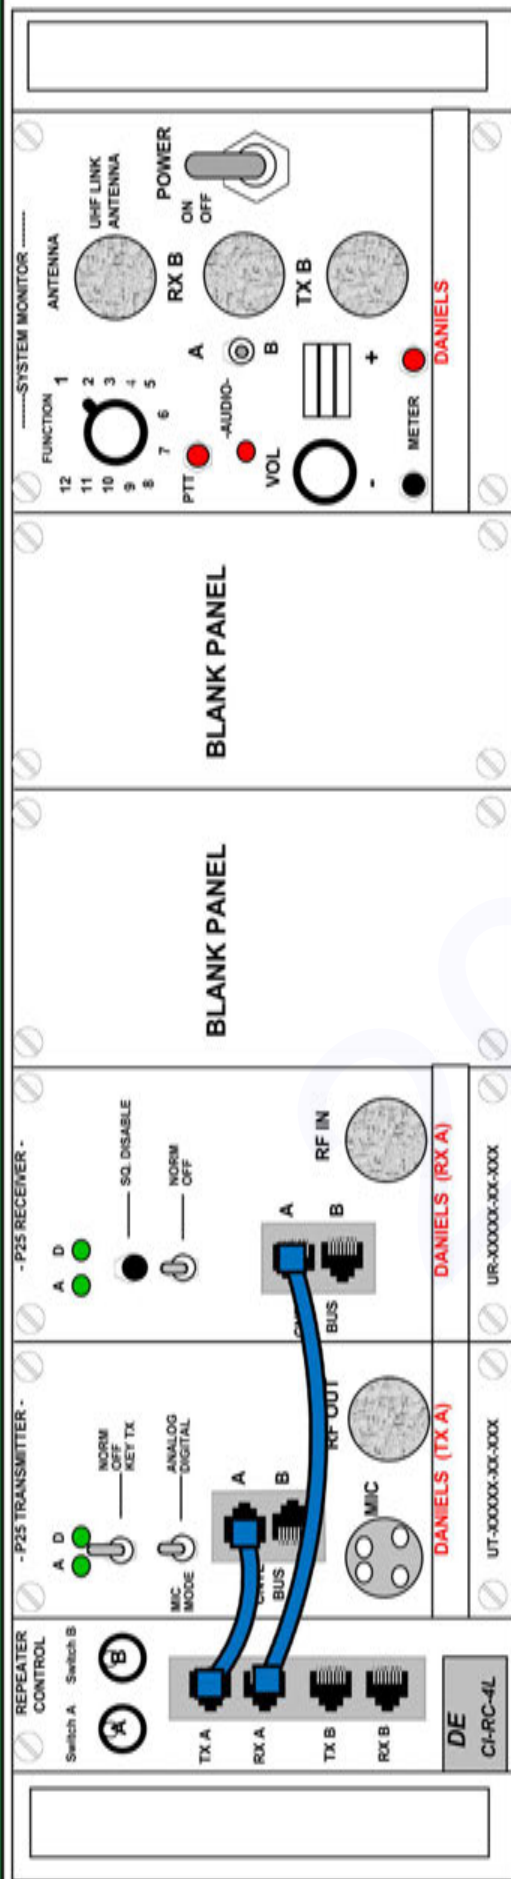 REPEATER
CONTROL
Switch A
Switch B
A
B
TX A
RX A
TX B
RX B
DE
CI-RC-4L
- P25 TRANSMITTER -
A
D
NORM
OFF
KEY TX
ANALOG
DIGITAL
MIC
MODE
A
B
BUS
MIC
RF OUT
DANIELS (TX A)
UT-XXXXX-XX-XXX
- P25 RECEIVER -
A
D
SQ. DISABLE
NORM
OFF
A
B
BUS
RF IN
DANIELS (RX A)
UR-XXXXX-XX-XXX
BLANK PANEL
BLANK PANEL
-------SYSTEM MONITOR -------
FUNCTION
12
11
10
9
8
7
6
5
4
3
2
1
ANTENNA
UHF LINK
ANTENNA
POWER
ON
OFF
PTT
-AUDIO-
A
B
RX B
VOL
TX B
-
METER
+
DANIELS